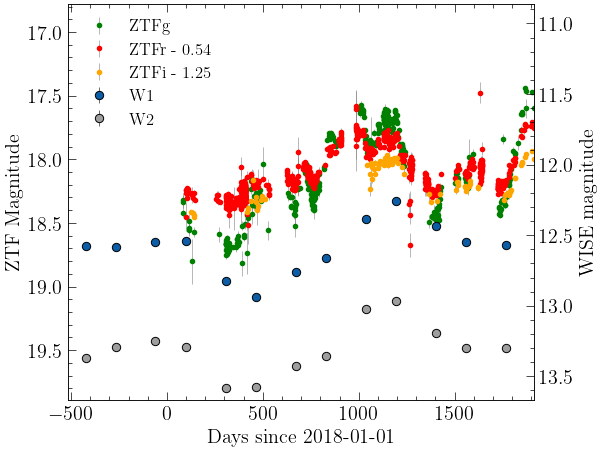 ZTFg
ZTFr - 0.54
ZTFi - 1.25
W1
W2
17.0
17.5
18.0
18.5
19.0
19.5
ZTF Magnitude
11.0
11.5
12.0
12.5
13.0
13.5
WISE magnitude
−500
0
500
1000
1500
Days since 2018-01-01